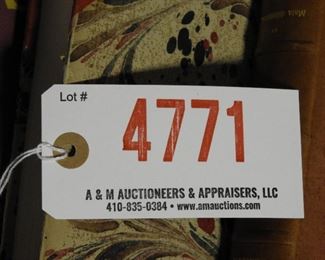 Lot #
4771
A & M AUCTIONEERS & APPRAISERS, LLC
410-835-0384 • www.amauctions.com